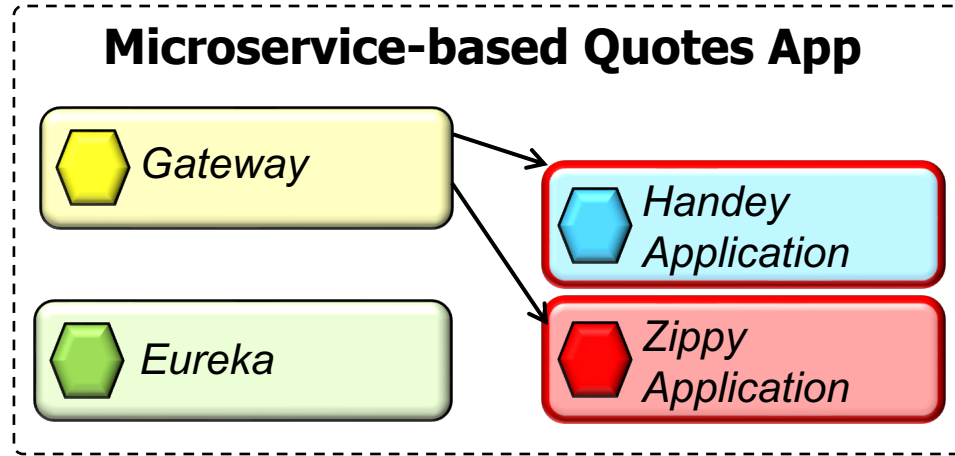 Microservice-based Quotes App
Gateway
Handey
Application
Eureka
Zippy
Application